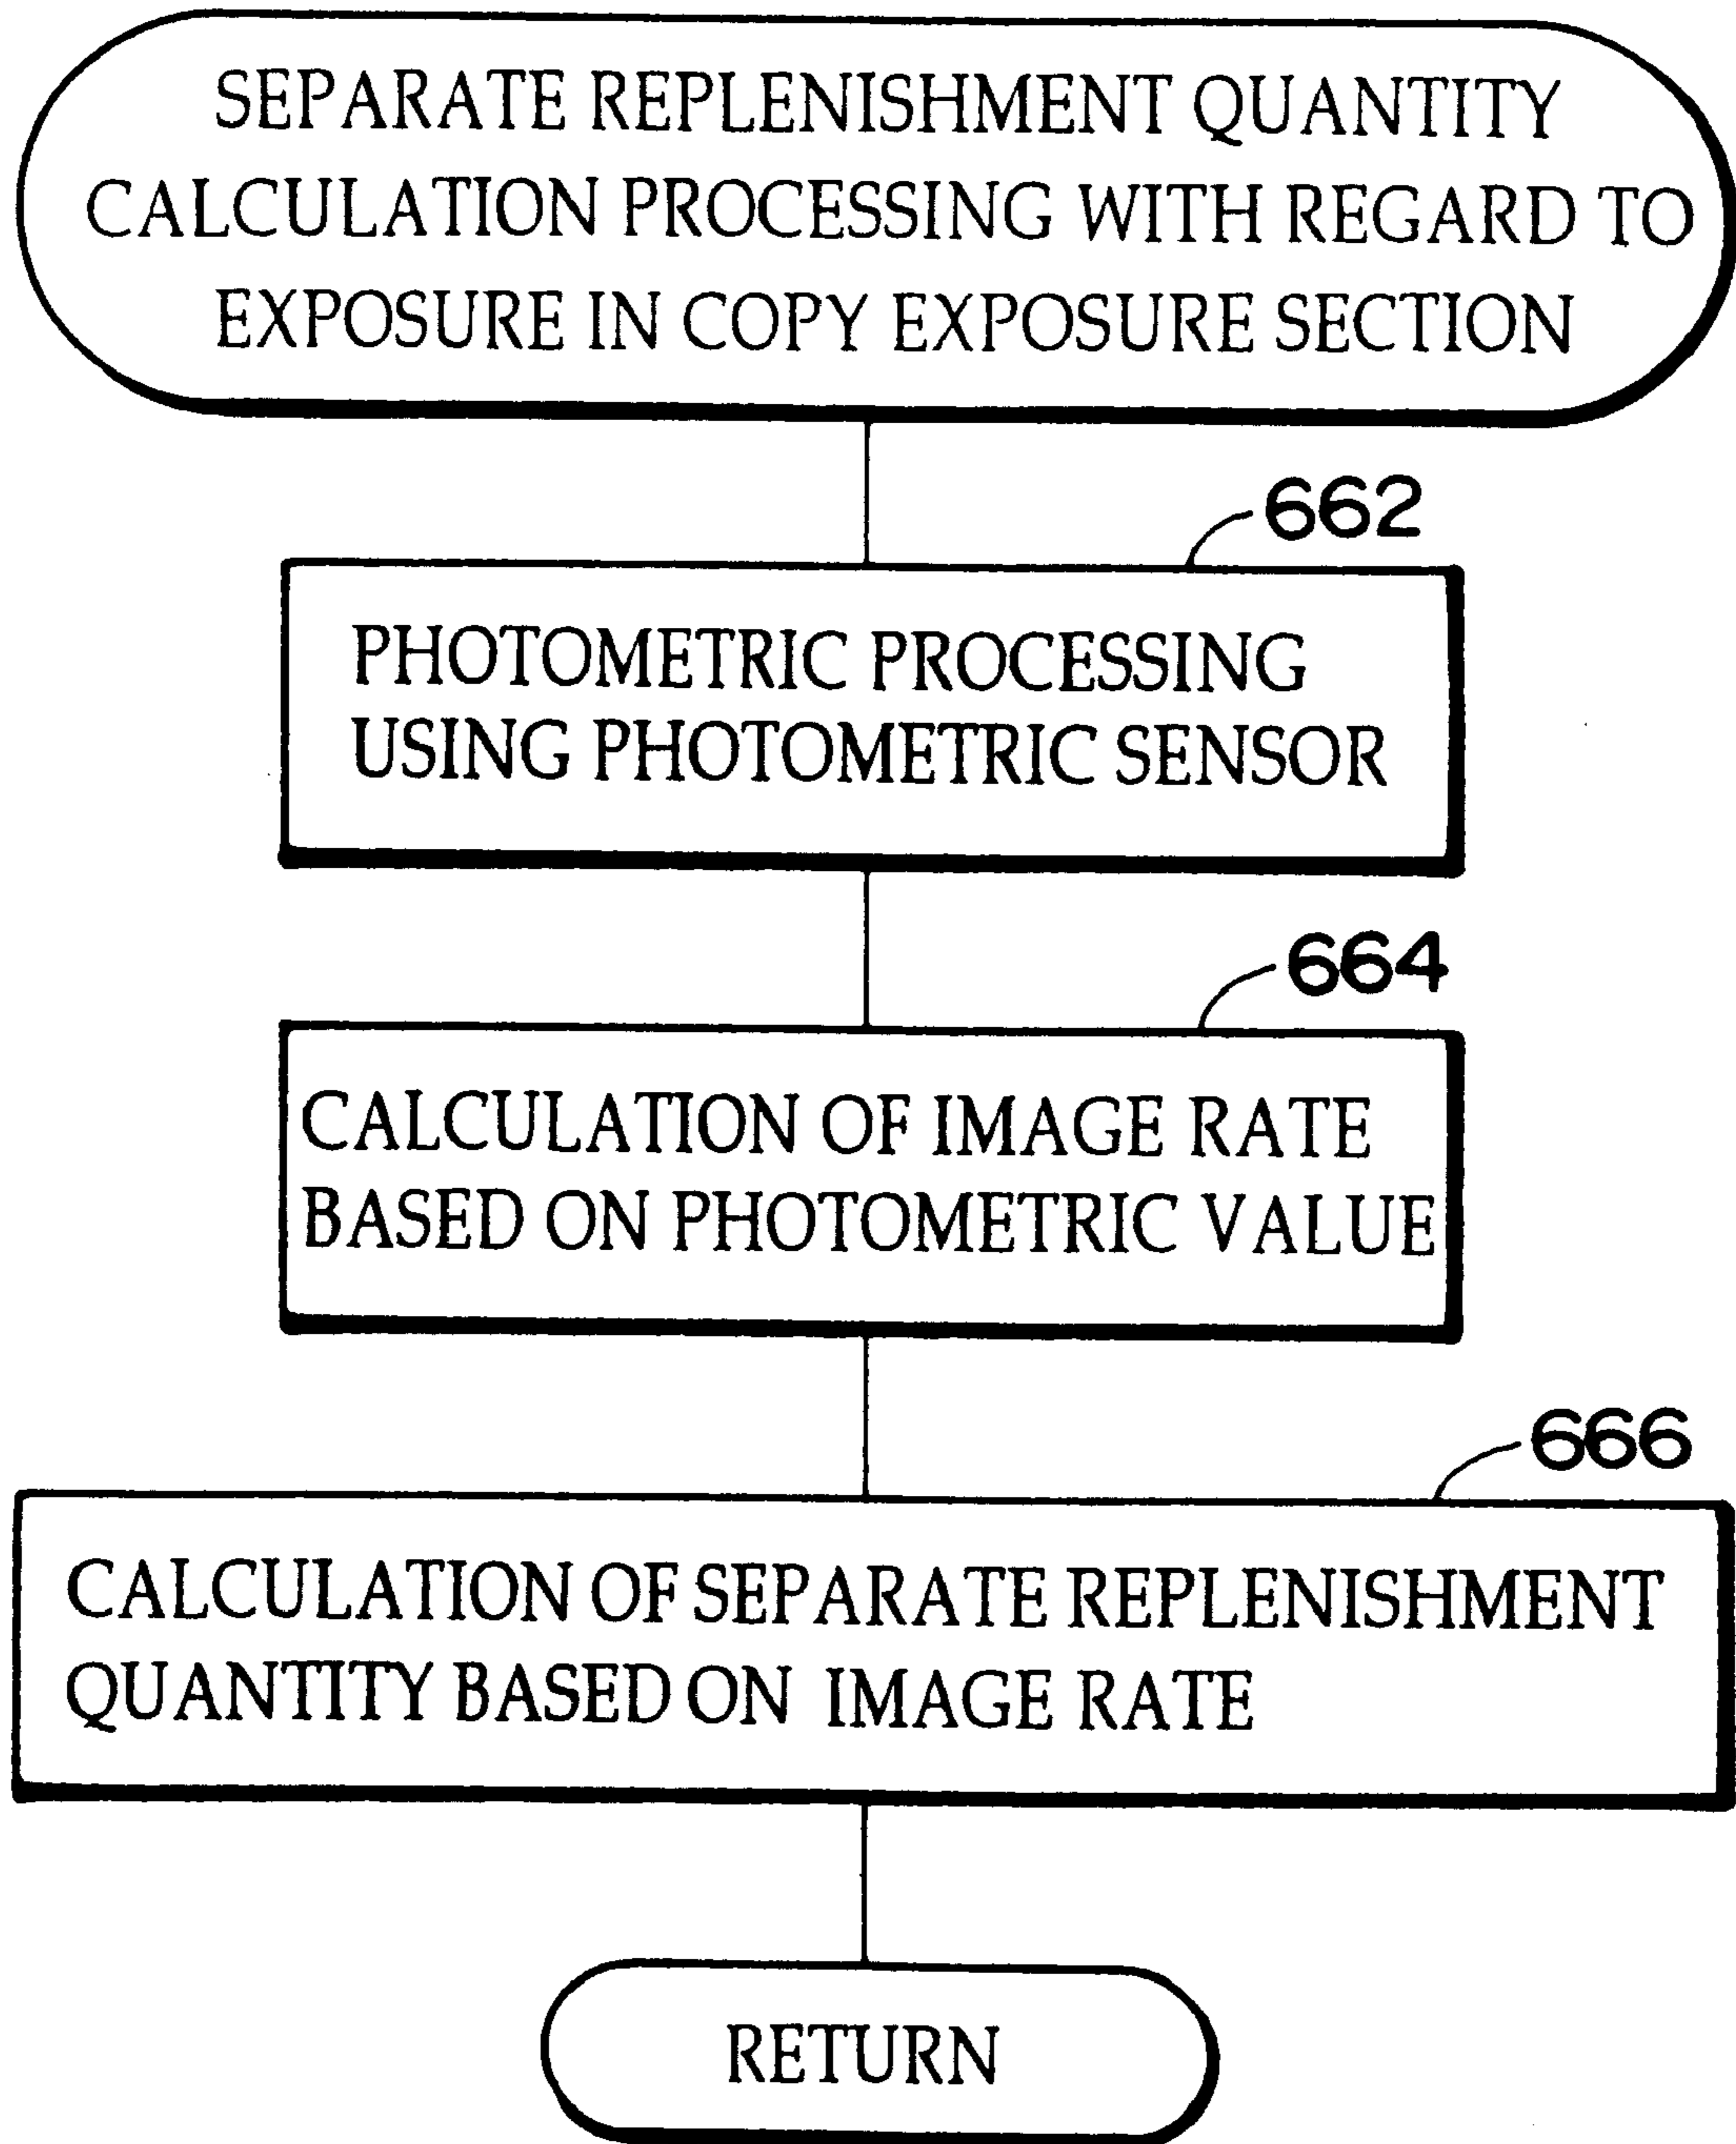 SEPARATE REPLENISHMENT QUANTITY
CALCULATION PROCESSING WITH REGARD TO
EXPOSURE IN COPY EXPOSURE SECTION
662
PHOTOMETRIC PROCESSING
USING PHOTOMETRIC SENSOR
664
CALCULATION OF IMAGE RATE
BASED ON PHOTOMETRIC VALUE
666
CALCULATION OF SEPARATE REPLENISHMENT
QUANTITY BASED ON IMAGE RATE
RETURN